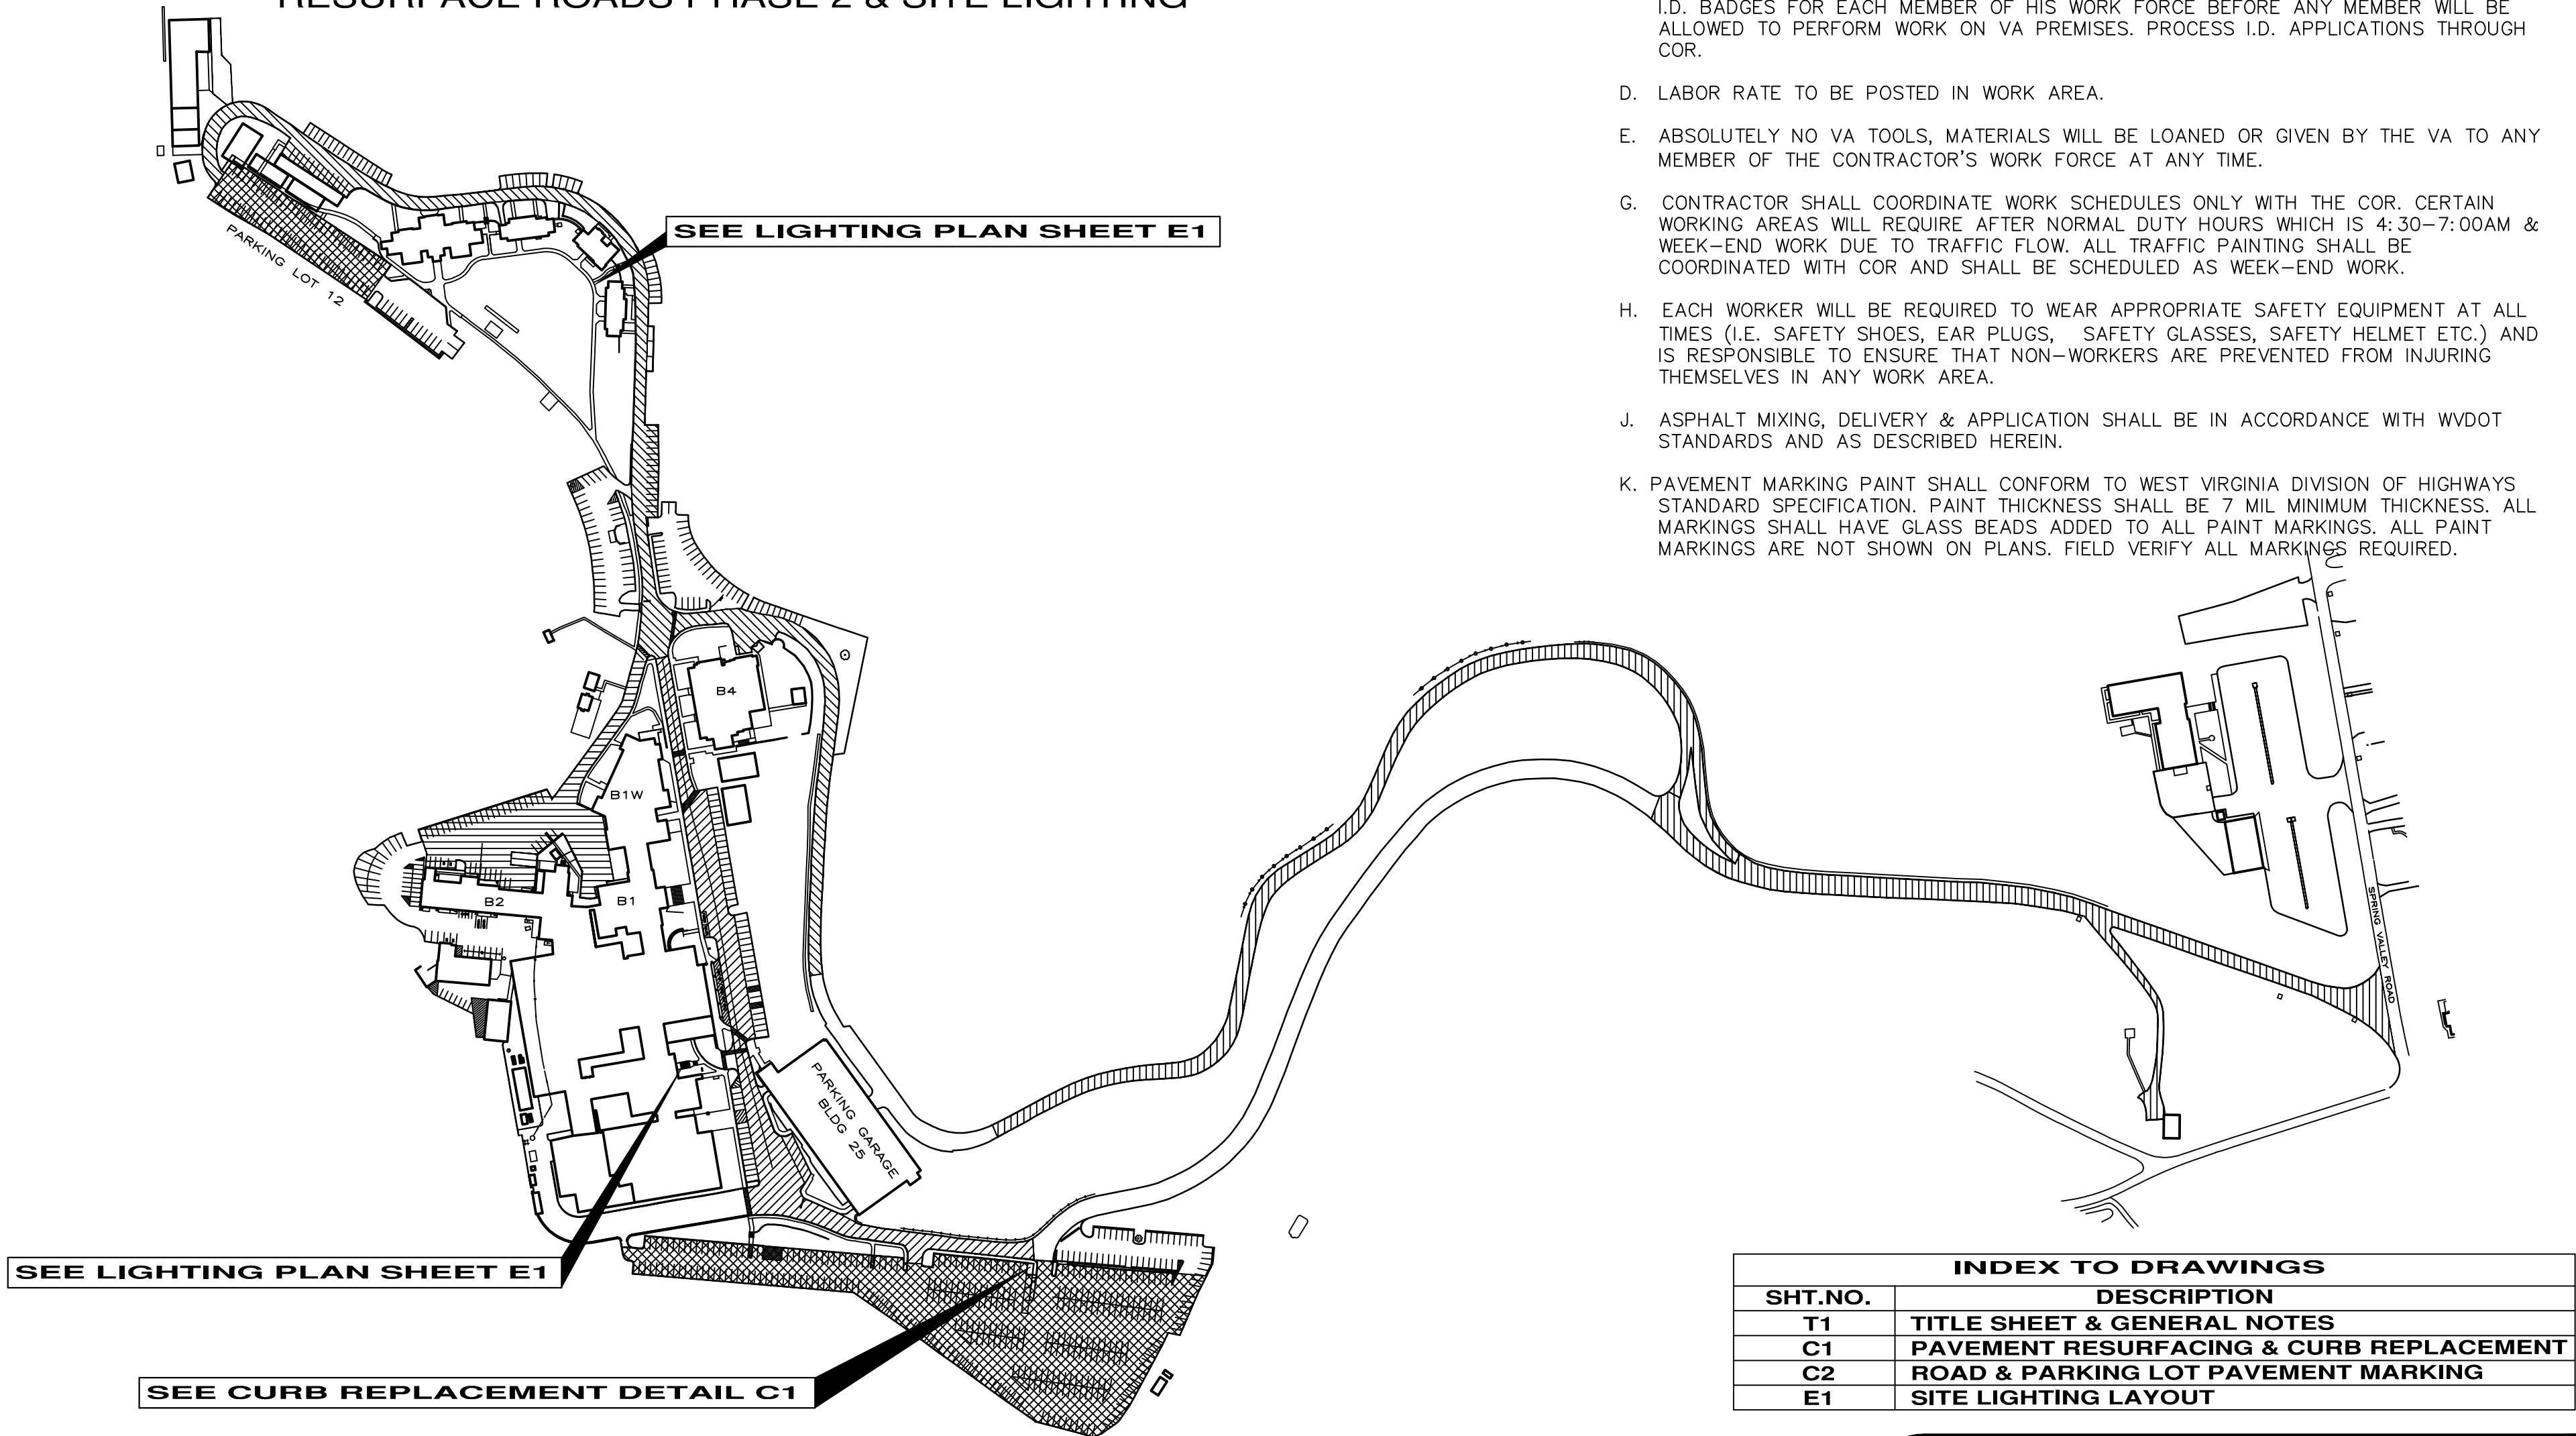 RESURFACE ROADS PHASE 2 & SITE LIGHTING
I.D. BADGES FOR EACH MEMBER OF HIS WORK FORCE BEFORE ANY MEMBER WILL BE
ALLOWED TO PERFORM WORK ON VA PREMISES. PROCESS I.D. APPLICATIONS THROUGH
COR.
D. LABOR RATE TO BE POSTED IN WORK AREA.
E. ABSOLUTELY NO VA TOOLS, MATERIALS WILL BE LOANED OR GIVEN BY THE VA TO ANY
MEMBER OF THE CONTRACTOR'S WORK FORCE AT ANY TIME.
G. CONTRACTOR SHALL COORDINATE WORK SCHEDULES ONLY WITH THE COR. CERTAIN
WORKING AREAS WILL REQUIRE AFTER NORMAL DUTY HOURS WHICH IS 4:30-7:00AM &
WEEK-END WORK DUE TO TRAFFIC FLOW. ALL TRAFFIC PAINTING SHALL BE
COORDINATED WITH COR AND SHALL BE SCHEDULED AS WEEK-END WORK.
H. EACH WORKER WILL BE REQUIRED TO WEAR APPROPRIATE SAFETY EQUIPMENT AT ALL
TIMES (I.E. SAFETY SHOES, EAR PLUGS, SAFETY GLASSES, SAFETY HELMET ETC.) AND
IS RESPONSIBLE TO ENSURE THAT NON-WORKERS ARE PREVENTED FROM INJURING
THEMSELVES IN ANY WORK AREA.
J. ASPHALT MIXING, DELIVERY & APPLICATION SHALL BE IN ACCORDANCE WITH WVDOT
STANDARDS AND AS DESCRIBED HEREIN.
K. PAVEMENT MARKING PAINT SHALL CONFORM TO WEST VIRGINIA DIVISION OF HIGHWAYS
STANDARD SPECIFICATION. PAINT THICKNESS SHALL BE 7 MIL MINIMUM THICKNESS. ALL
MARKINGS SHALL HAVE GLASS BEADS ADDED TO ALL PAINT MARKINGS. ALL PAINT
MARKINGS ARE NOT SHOWN ON PLANS. FIELD VERIFY ALL MARKINGS REQUIRED.
SEE LIGHTING PLAN SHEET E1
PARKING LOT 12
B4
B1W
B2
B1
SPRING VALLEY ROAD
PARKING GARAGE
BLDG 25
SEE LIGHTING PLAN SHEET E1
SEE CURB REPLACEMENT DETAIL C1
INDEX TO DRAWINGS
SHT.NO. DESCRIPTION
T1 TITLE SHEET & GENERAL NOTES
C1 PAVEMENT RESURFACING & CURB REPLACEMENT
C2 ROAD & PARKING LOT PAVEMENT MARKING
E1 SITE LIGHTING LAYOUT